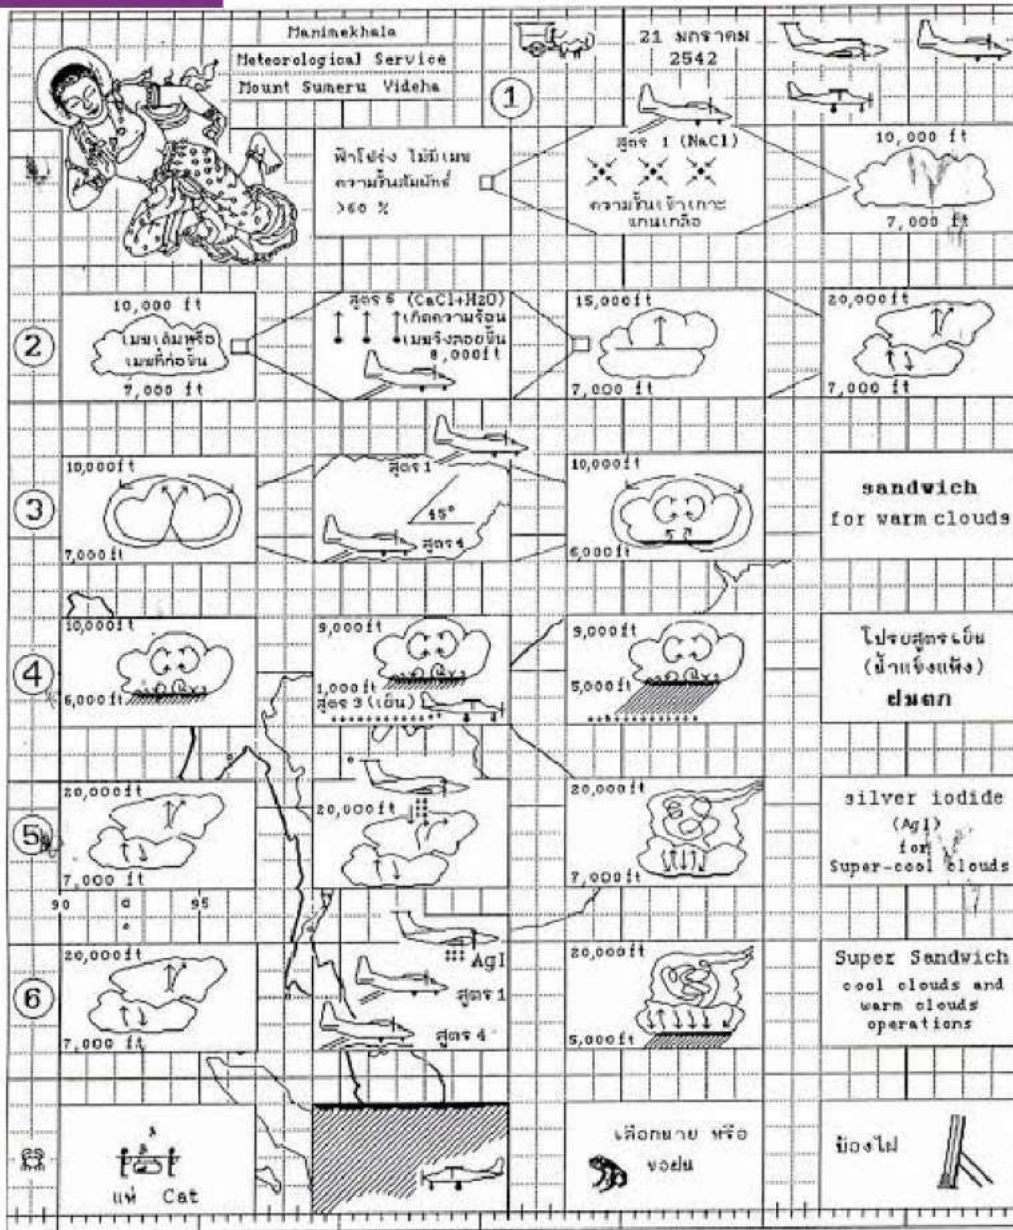 Manimekhala
Meteorological Service
Mount Sumeru Videha
1
21 มกราคม
2542
ฟ้าโปร่ง ไม่มีเมฆ
ความชื้นสัมพัทธ์
>60 %
สูตร 1 (NaCl)
ความชื้นเข้าเกาะ
แกนเกลือ
10,000 ft
7,000 ft
2
10,000 ft
เมฆเดิมหรือ
เมฆที่ก่อขึ้น
7,000 ft
สูตร 6 (CaCl+H2O)
เกิดความร้อน
เมฆจึงลอยขึ้น
8,000ft
15,000ft
7,000 ft
20,000ft
7,000 ft
3
10,000ft
7,000ft
สูตร 1
45°
สูตร 4
10,000ft
6,000ft
sandwich
for warm clouds
4
10,000ft
6,000ft
9,000ft
1,000ft
สูตร 3 (เย็น)
9,000ft
5,000ft
โปรยสูตรเย็น
(น้ำแข็งแห้ง)
ฝนตก
5
20,000ft
7,000 ft
20,000ft
20,000ft
7,000ft
silver iodide
(AgI)
for
Super-cool clouds
90
95
6
20,000ft
7,000 ft
AgI
สูตร 1
สูตร 4
20,000ft
5,000ft
Super Sandwich
cool clouds and
warm clouds
operations
แห่ Cat
เลือกนาย หรือ
ขอฝน
บ้องไฟ